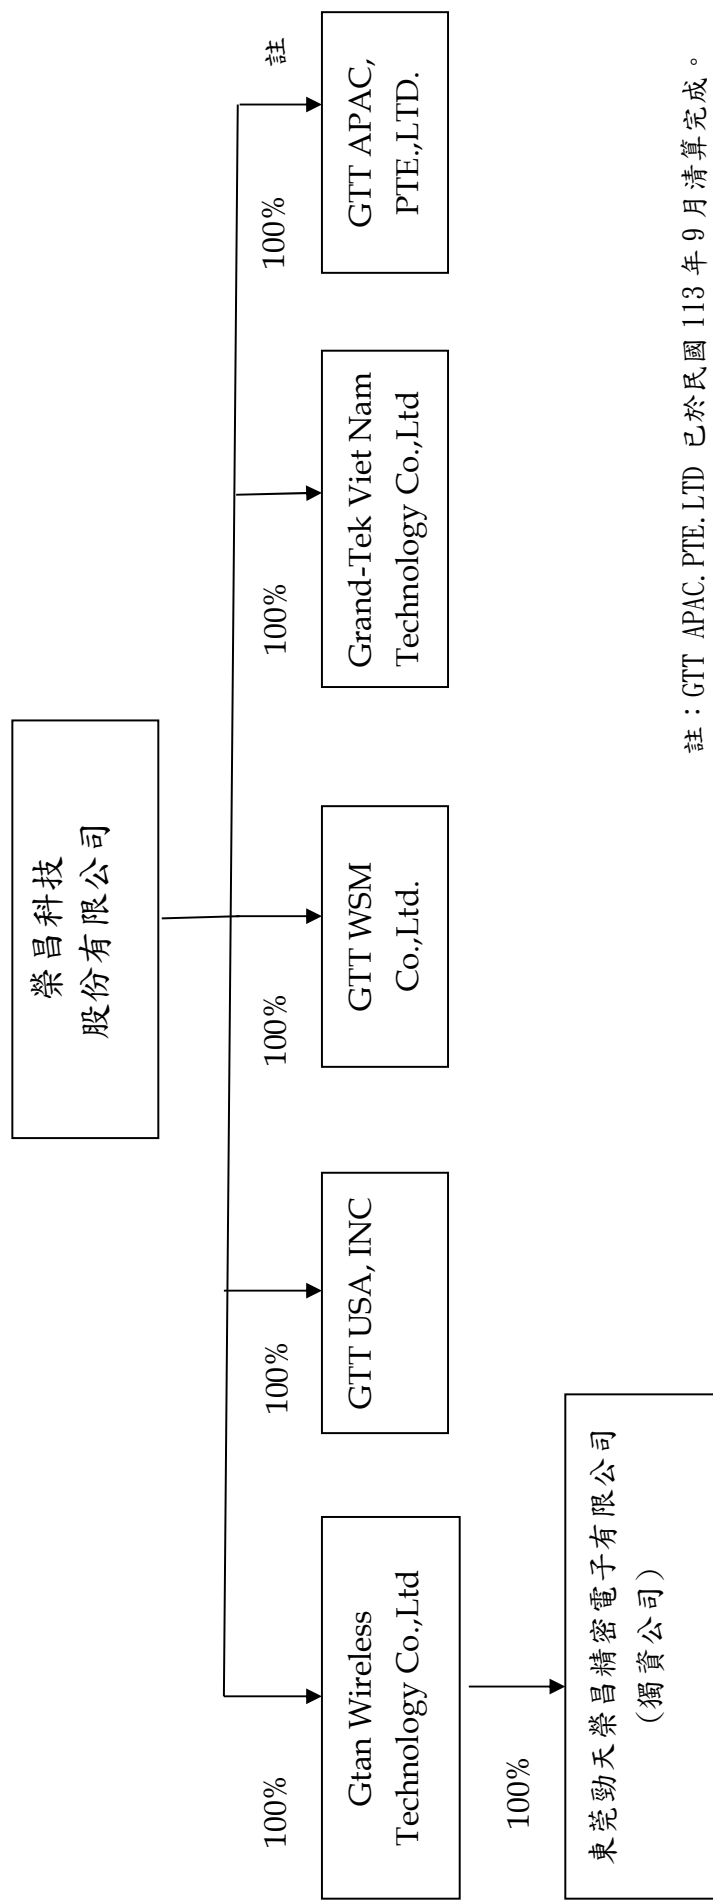 榮昌科技
股份有限公司
100%
100%
100%
100%
100%
註
Gtan Wireless
Technology Co.,Ltd
GTT USA, INC
GTT WSM
Co.,Ltd.
Grand-Tek Viet Nam
Technology Co.,Ltd
GTT APAC,
PTE.,LTD.
100%
東莞勁天榮昌精密電子有限公司
(獨資公司)
註：GTT APAC.PTE.LTD 已於民國 113 年 9 月清算完成。